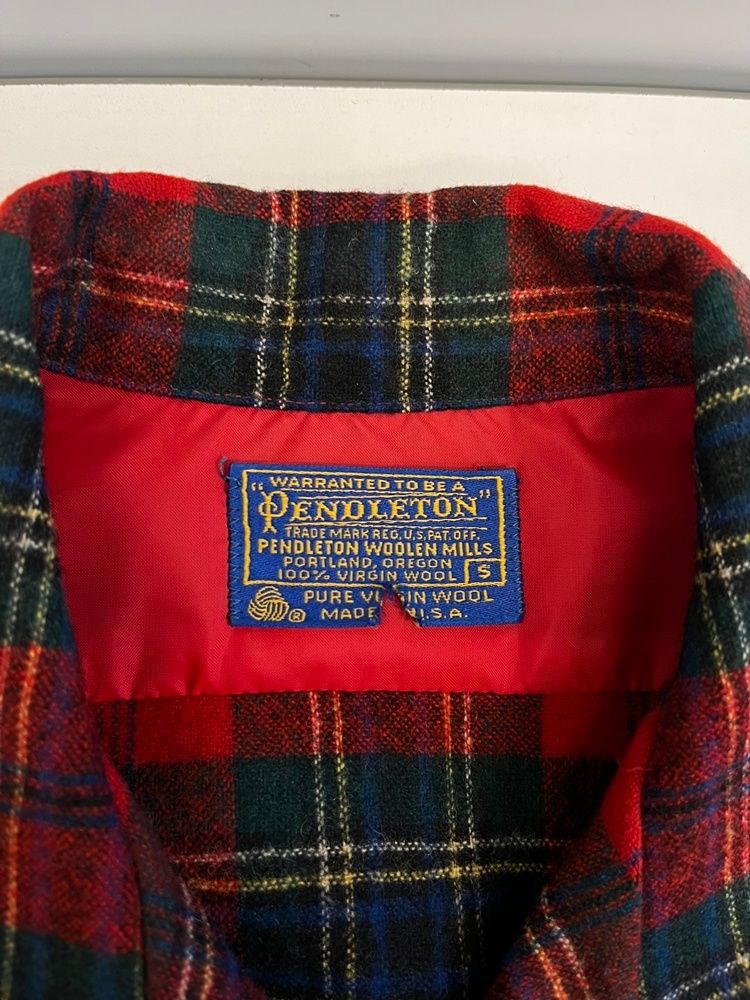 WARRANTED TO BE A
"PENDLETON"
TRADE MARK REG. U.S. PAT. OFF.
PENDLETON WOOLEN MILLS
PORTLAND, OREGON
100% VIRGIN WOOL S
PURE WOOL
® MADE U.S.A.